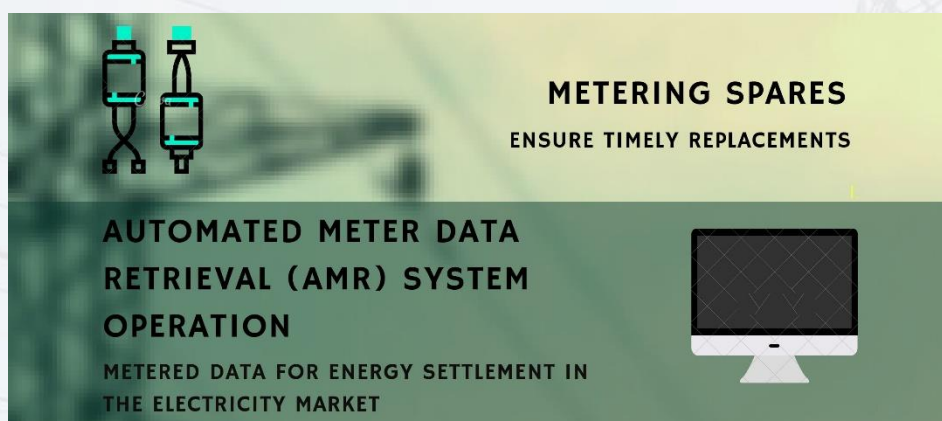 METERING SPARES
ENSURE TIMELY REPLACEMENTS
AUTOMATED METER DATA
RETRIEVAL (AMR) SYSTEM
OPERATION
METERED DATA FOR ENERGY SETTLEMENT IN
THE ELECTRICITY MARKET